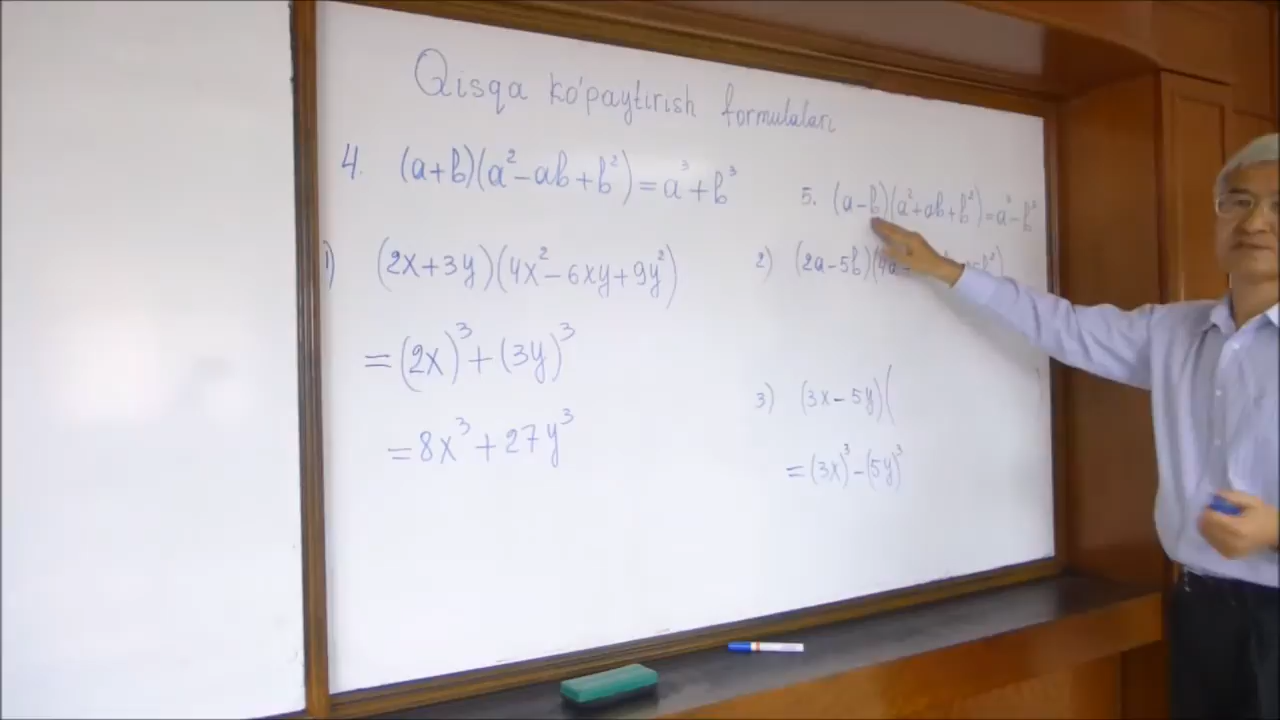 Qisqa ko'paytirish formulalari
4. (a+b)(a²-ab+b²)=a³+b³
1) (2x+3y)(4x²-6xy+9y²)
=(2x)³+(3y)³
=8x³+27y³
5. (a-b)(a²+ab+b²)=a³-b³
2) (2a-5b)(4a b²)
3) (3x-5y)( )
=(3x)³-(5y)³